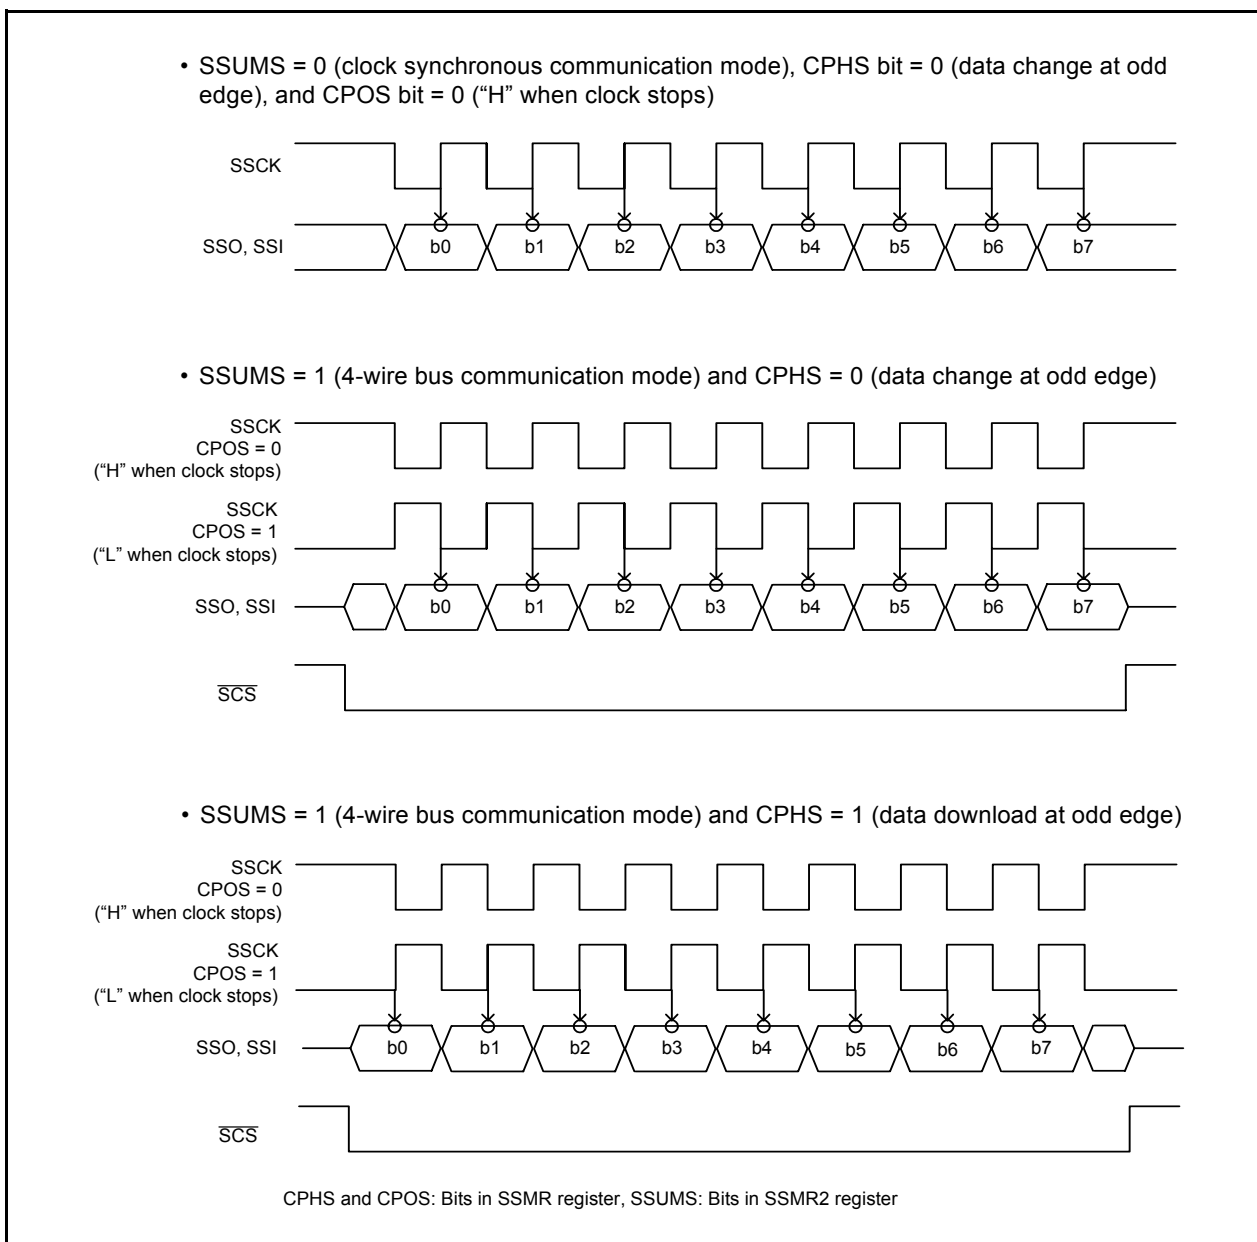 • SSUMS = 0 (clock synchronous communication mode), CPHS bit = 0 (data change at odd
edge), and CPOS bit = 0 (“H” when clock stops)
SSCK
SSO, SSI
b0 b1 b2 b3 b4 b5 b6 b7
• SSUMS = 1 (4-wire bus communication mode) and CPHS = 0 (data change at odd edge)
SSCK
CPOS = 0
(“H” when clock stops)
SSCK
CPOS = 1
(“L” when clock stops)
SSO, SSI
b0 b1 b2 b3 b4 b5 b6 b7
SCS
• SSUMS = 1 (4-wire bus communication mode) and CPHS = 1 (data download at odd edge)
SSCK
CPOS = 0
(“H” when clock stops)
SSCK
CPOS = 1
(“L” when clock stops)
SSO, SSI
b0 b1 b2 b3 b4 b5 b6 b7
SCS
CPHS and CPOS: Bits in SSMR register, SSUMS: Bits in SSMR2 register